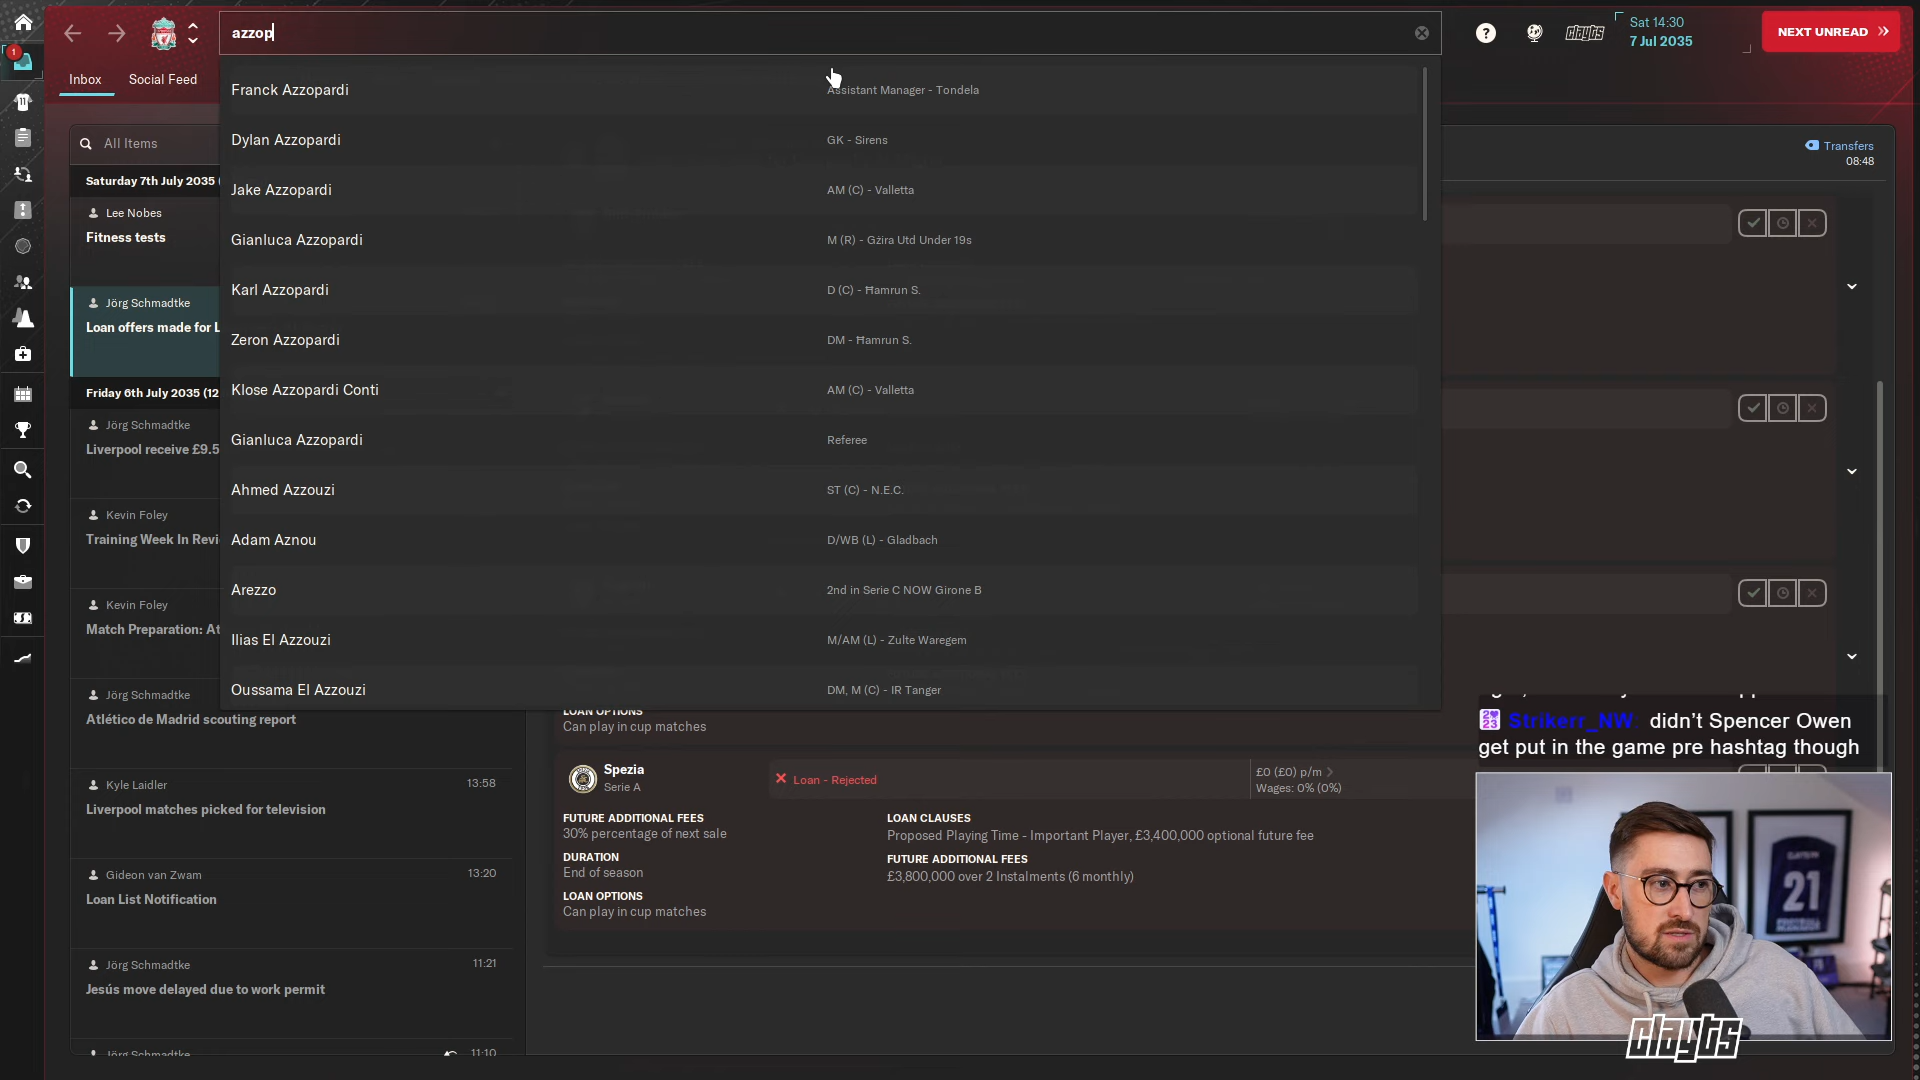 azzop
clayts
Sat 14:30
7 Jul 2035
NEXT UNREAD
1
Inbox
Social Feed
Franck Azzopardi
Assistant Manager - Tondela
Dylan Azzopardi
GK - Sirens
Jake Azzopardi
AM (C) - Valletta
Gianluca Azzopardi
M (R) - Gżira Utd Under 19s
Karl Azzopardi
D (C) - Ħamrun S.
Zeron Azzopardi
DM - Ħamrun S.
Klose Azzopardi Conti
AM (C) - Valletta
Gianluca Azzopardi
Referee
Ahmed Azzouzi
ST (C) - N.E.C.
Adam Aznou
D/WB (L) - Gladbach
Arezzo
2nd in Serie C NOW Girone B
Ilias El Azzouzi
M/AM (L) - Zulte Waregem
Oussama El Azzouzi
DM, M (C) - IR Tanger
All Items
Saturday 7th July 2035 (
Lee Nobes
Fitness tests
Jörg Schmadtke
Loan offers made for L
Friday 6th July 2035 (12
Jörg Schmadtke
Liverpool receive £9.5
Kevin Foley
Training Week In Revi
Kevin Foley
Match Preparation: At
Jörg Schmadtke
Atlético de Madrid scouting report
Kyle Laidler
13:58
Liverpool matches picked for television
Gideon van Zwam
13:20
Loan List Notification
Jörg Schmadtke
11:21
Jesús move delayed due to work permit
Jörg Schmadtke
11:10
Transfers
08:48
LOAN OPTIONS
Can play in cup matches
Spezia
Serie A
Loan - Rejected
£0 (£0) p/m
Wages: 0% (0%)
FUTURE ADDITIONAL FEES
30% percentage of next sale
DURATION
End of season
LOAN OPTIONS
Can play in cup matches
LOAN CLAUSES
Proposed Playing Time - Important Player, £3,400,000 optional future fee
FUTURE ADDITIONAL FEES
£3,800,000 over 2 Instalments (6 monthly)
Strikerr_NW: didn't Spencer Owen
get put in the game pre hashtag though
21
clayts